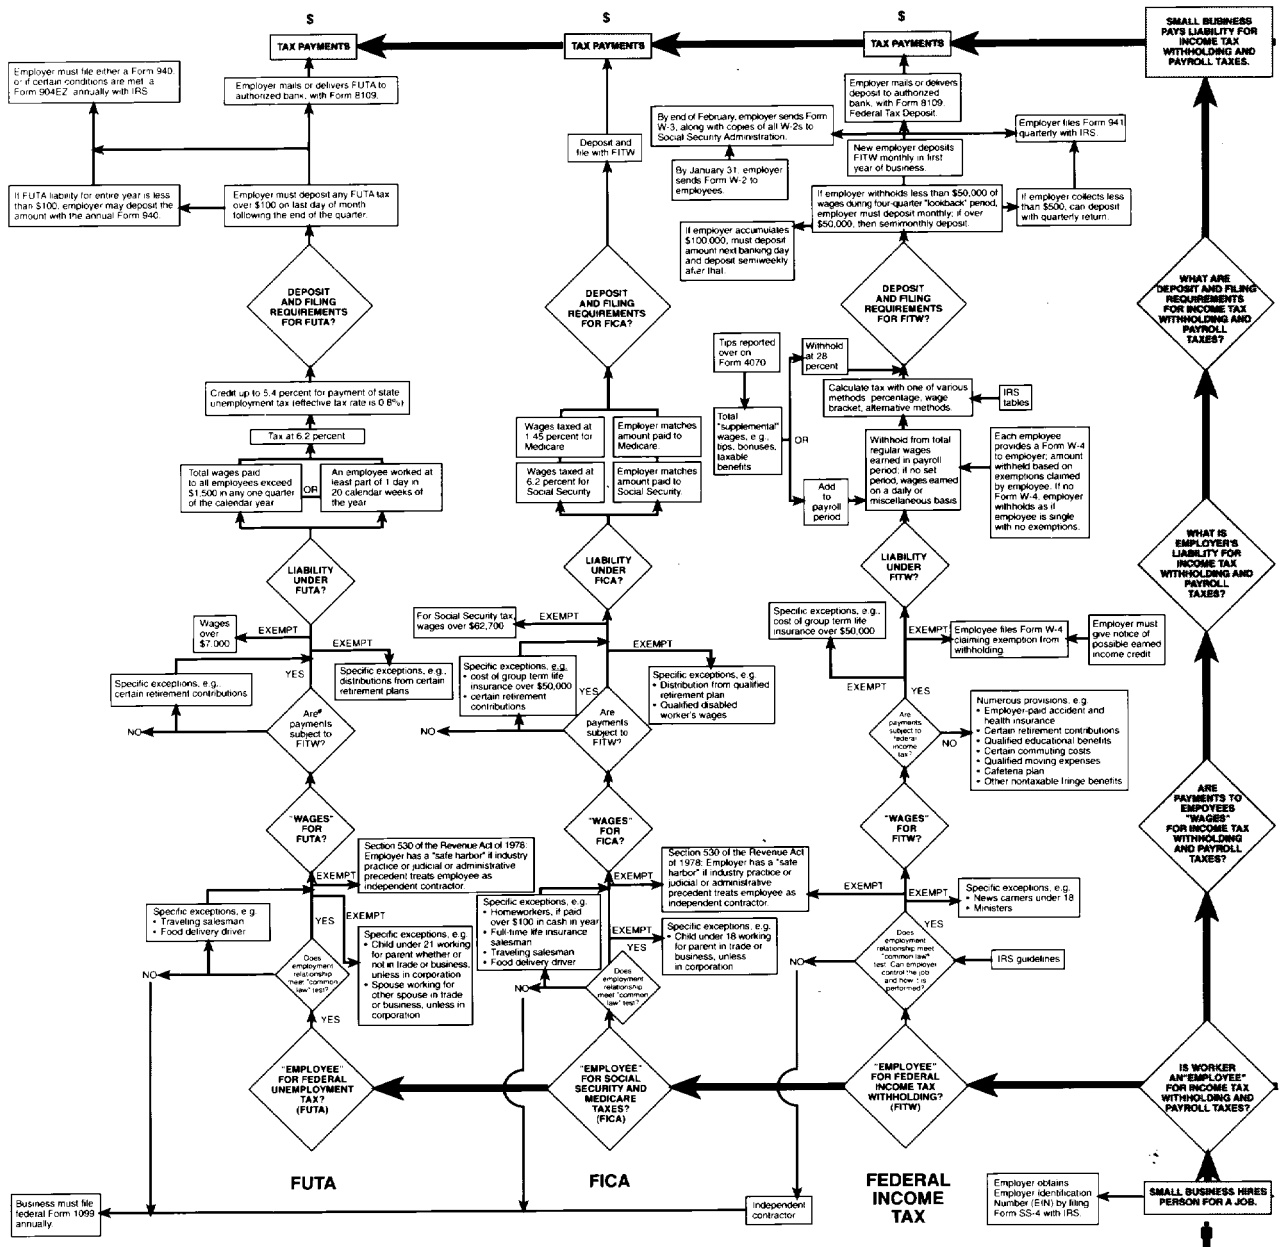 $
$
$
TAX PAYMENTS
TAX PAYMENTS
TAX PAYMENTS
SMALL BUSINESS
PAYS LIABILITY FOR
INCOME TAX
WITHHOLDING AND
PAYROLL TAXES.
Employer must file either a Form 940,
or if certain conditions are met, a
Form 904EZ, annually with IRS.
Employer mails or delivers FUTA to
authorized bank, with Form 8109.
Deposit and
file with FITW
Employer mails or delivers
deposit to authorized
bank, with Form 8109.
Federal Tax Deposit.
By end of February, employer sends Form
W-3, along with copies of all W-2s to
Social Security Administration.
Employer files Form 941
quarterly with IRS.
New employer deposits
FITW monthly in first
year of business.
By January 31, employer
sends Form W-2 to
employees.
If FUTA liability for entire year is less
than $100, employer may deposit the
amount with the annual Form 940.
Employer must deposit any FUTA tax
over $100 on last day of month
following the end of the quarter.
If employer withholds less than $50,000 of
wages during four-quarter "lookback" period,
employer must deposit monthly; if over
$50,000, then semimonthly deposit.
If employer collects less
than $500, can deposit
with quarterly return.
If employer accumulates
$100,000, must deposit
amount next banking day
and deposit semiweekly
after that.
DEPOSIT
AND FILING
REQUIREMENTS
FOR FUTA?
DEPOSIT
AND FILING
REQUIREMENTS
FOR FICA?
DEPOSIT
AND FILING
REQUIREMENTS
FOR FITW?
WHAT ARE
DEPOSIT AND FILING
REQUIREMENTS
FOR INCOME TAX
WITHHOLDING AND
PAYROLL
TAXES?
Tips reported
over on
Form 4070
Withhold
at 28
percent
Credit up to 5.4 percent for payment of state
unemployment tax (effective tax rate is 0.8%)
Calculate tax with one of various
methods: percentage, wage
bracket, alternative methods.
IRS
tables
Tax at 6.2 percent
Wages taxed at
1.45 percent for
Medicare
Employer matches
amount paid to
Medicare.
Total
"supplemental"
wages, e.g.,
tips, bonuses,
taxable
benefits
OR
Withhold from total
regular wages
earned in payroll
period; if no set
period, wages earned
on a daily or
miscellaneous basis
Each employee
provides a Form W-4
to employer; amount
withheld based on
exemptions claimed
by employee. If no
Form W-4, employer
withholds as if
employee is single
with no exemptions.
Total wages paid
to all employees exceed
$1,500 in any one quarter
of the calendar year
OR
An employee worked at
least part of 1 day in
20 calendar weeks of
the year
Wages taxed at
6.2 percent for
Social Security
Employer matches
amount paid to
Social Security.
Add
to
payroll
period
LIABILITY
UNDER
FUTA?
LIABILITY
UNDER
FICA?
LIABILITY
UNDER
FITW?
WHAT IS
EMPLOYER'S
LIABILITY FOR
INCOME TAX
WITHHOLDING AND
PAYROLL
TAXES?
Wages
over
$7,000
EXEMPT
For Social Security tax,
wages over $62,700
EXEMPT
Specific exceptions, e.g.,
cost of group term life
insurance over $50,000
EXEMPT
Employee files Form W-4
claiming exemption from
withholding.
Employer must
give notice of
possible earned
income credit
EXEMPT
EXEMPT
EXEMPT
Specific exceptions, e.g.,
certain retirement contributions
YES
Specific exceptions, e.g.,
distributions from certain
retirement plans
Specific exceptions, e.g.
• cost of group term life
insurance over $50,000
• certain retirement
contributions
YES
Specific exceptions, e.g.
• Distribution from qualified
retirement plan
• Qualified disabled
worker's wages
YES
Numerous provisions, e.g.
• Employer-paid accident and
health insurance
• Certain retirement contributions
• Qualified educational benefits
• Certain commuting costs
• Qualified moving expenses
• Cafeteria plan
• Other nontaxable fringe benefits
NO
Are
payments
subject to
FITW?
NO
Are
payments
subject to
FITW?
Are
payments
subject to
federal
income
tax?
NO
"WAGES"
FOR
FUTA?
"WAGES"
FOR
FICA?
"WAGES"
FOR
FITW?
ARE
PAYMENTS TO
EMPOYEES
"WAGES"
FOR INCOME TAX
WITHHOLDING
AND PAYROLL
TAXES?
Section 530 of the Revenue Act of 1978:
Employer has a "safe harbor" if industry
practice or judicial or administrative
precedent treats employee as
independent contractor.
EXEMPT
Section 530 of the Revenue Act
of 1978: Employer has a "safe
harbor" if industry practice or
judicial or administrative
precedent treats employee as
independent contractor.
EXEMPT
EXEMPT
EXEMPT
Specific exceptions, e.g.
• News carriers under 18
• Ministers
Specific exceptions, e.g.
• Traveling salesman
• Food delivery driver
YES
EXEMPT
Specific exceptions, e.g.
• Child under 21 working
for parent whether or
not in trade or business,
unless in corporation
• Spouse working for
other spouse in trade
or business, unless in
corporation
Specific exceptions, e.g.
• Homeworkers, if paid
over $100 in cash in year
• Full-time life insurance
salesman
• Traveling salesman
• Food delivery driver
EXEMPT
YES
Specific exceptions, e.g.
• Child under 18 working
for parent in trade or
business, unless
in corporation
YES
NO
Does
employment
relationship
meet "common
law" test?
NO
Does
employment
relationship
meet "common
law" test?
NO
Does
employment
relationship meet
"common law"
test? Can employer
control the job
and how it is
performed?
IRS guidelines
YES
"EMPLOYEE"
FOR FEDERAL
UNEMPLOYMENT
TAX?
(FUTA)
"EMPLOYEE"
FOR SOCIAL
SECURITY AND
MEDICARE
TAXES?
(FICA)
"EMPLOYEE"
FOR FEDERAL
INCOME TAX
WITHHOLDING?
(FITW)
IS WORKER
AN "EMPLOYEE"
FOR INCOME TAX
WITHHOLDING AND
PAYROLL TAXES?
FUTA
FICA
FEDERAL
INCOME
TAX
Business must file
federal Form 1099
annually.
Independent
contractor
Employer obtains
Employer identification
Number (EIN) by filing
Form SS-4 with IRS.
SMALL BUSINESS HIRES
PERSON FOR A JOB.